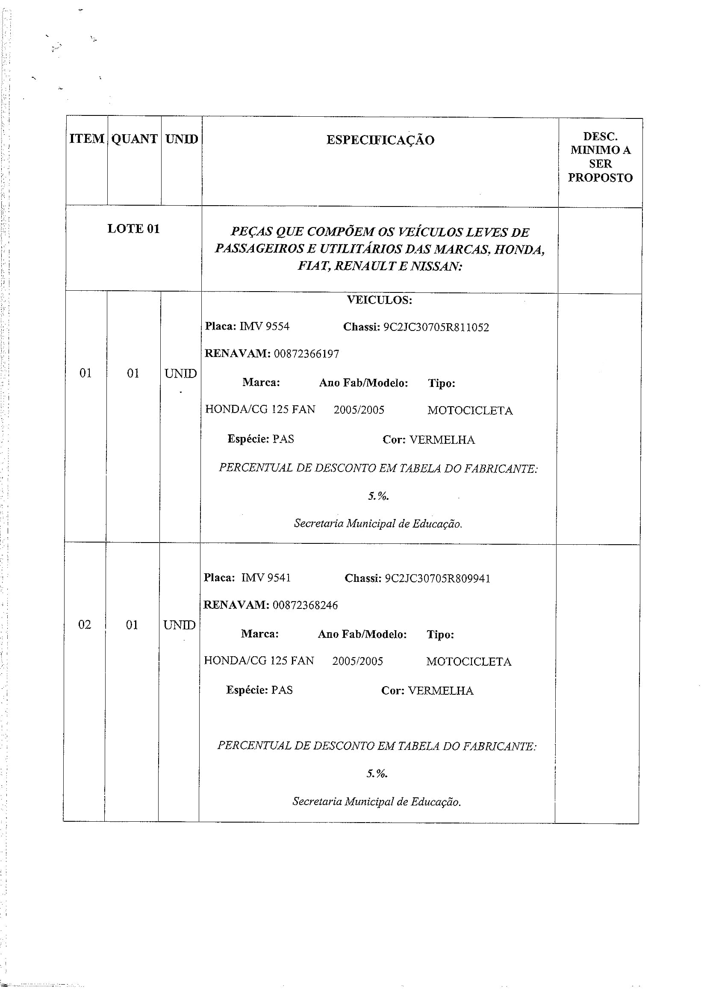 ITEM QUANT UNID ESPECIFICAÇÃO DESC.
MINIMO A
SER
PROPOSTO
LOTE 01
PEÇAS QUE COMPÕEM OS VEÍCULOS LEVES DE
PASSAGEIROS E UTILITÁRIOS DAS MARCAS, HONDA,
FIAT, RENAULT E NISSAN:
VEICULOS:
Placa: IMV 9554 Chassi: 9C2JC30705R811052
RENAVAM: 00872366197
01 01 UNID
Marca: Ano Fab/Modelo: Tipo:
HONDA/CG 125 FAN 2005/2005 MOTOCICLETA
Espécie: PAS Cor: VERMELHA
PERCENTUAL DE DESCONTO EM TABELA DO FABRICANTE:
5.%.
Secretaria Municipal de Educação.
Placa: IMV 9541 Chassi: 9C2JC30705R809941
RENAVAM: 00872368246
02 01 UNID
Marca: Ano Fab/Modelo: Tipo:
HONDA/CG 125 FAN 2005/2005 MOTOCICLETA
Espécie: PAS Cor: VERMELHA
PERCENTUAL DE DESCONTO EM TABELA DO FABRICANTE:
5.%.
Secretaria Municipal de Educação.